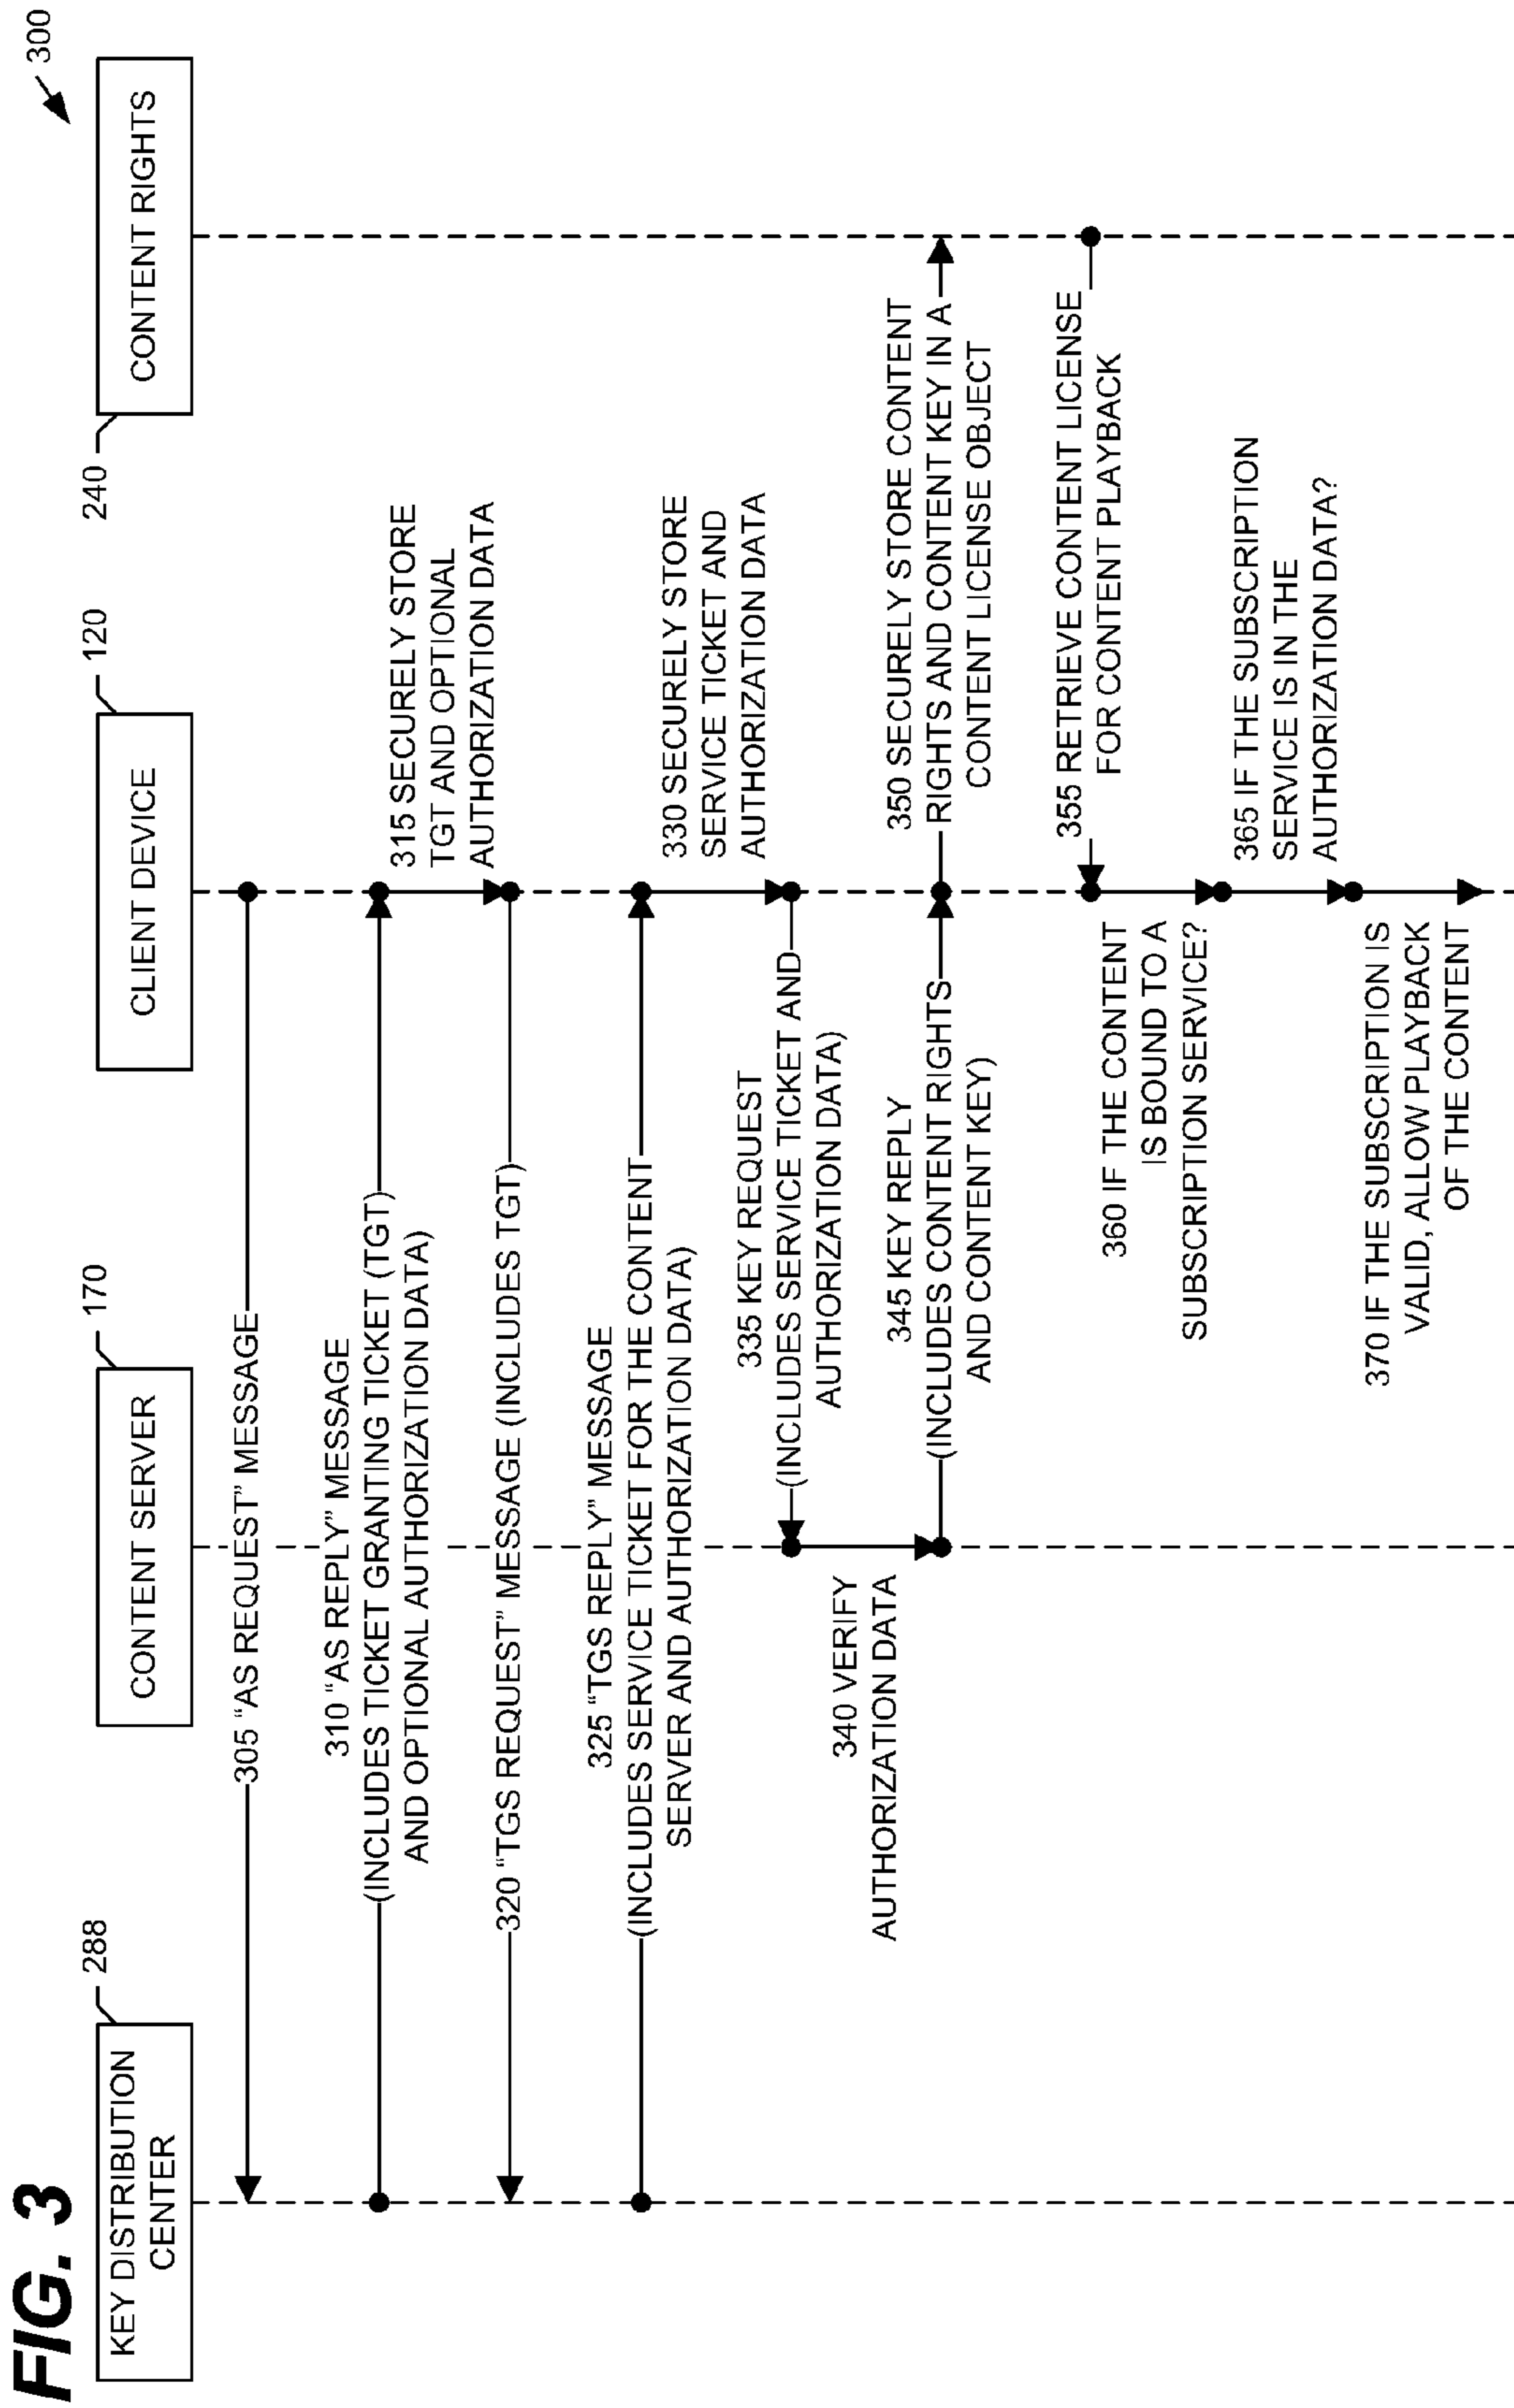 FIG. 3
300
288
170
120
240
KEY DISTRIBUTION
CENTER
CONTENT SERVER
CLIENT DEVICE
CONTENT RIGHTS
305 “AS REQUEST” MESSAGE
310 “AS REPLY” MESSAGE
(INCLUDES TICKET GRANTING TICKET (TGT)
AND OPTIONAL AUTHORIZATION DATA)
315 SECURELY STORE
TGT AND OPTIONAL
AUTHORIZATION DATA
320 “TGS REQUEST” MESSAGE (INCLUDES TGT)
325 “TGS REPLY” MESSAGE
(INCLUDES SERVICE TICKET FOR THE CONTENT
SERVER AND AUTHORIZATION DATA)
330 SECURELY STORE
SERVICE TICKET AND
AUTHORIZATION DATA
335 KEY REQUEST
(INCLUDES SERVICE TICKET AND
AUTHORIZATION DATA)
340 VERIFY
AUTHORIZATION DATA
345 KEY REPLY
(INCLUDES CONTENT RIGHTS
AND CONTENT KEY)
350 SECURELY STORE CONTENT
RIGHTS AND CONTENT KEY IN A
CONTENT LICENSE OBJECT
355 RETRIEVE CONTENT LICENSE
FOR CONTENT PLAYBACK
360 IF THE CONTENT
IS BOUND TO A
SUBSCRIPTION SERVICE?
365 IF THE SUBSCRIPTION
SERVICE IS IN THE
AUTHORIZATION DATA?
370 IF THE SUBSCRIPTION IS
VALID, ALLOW PLAYBACK
OF THE CONTENT